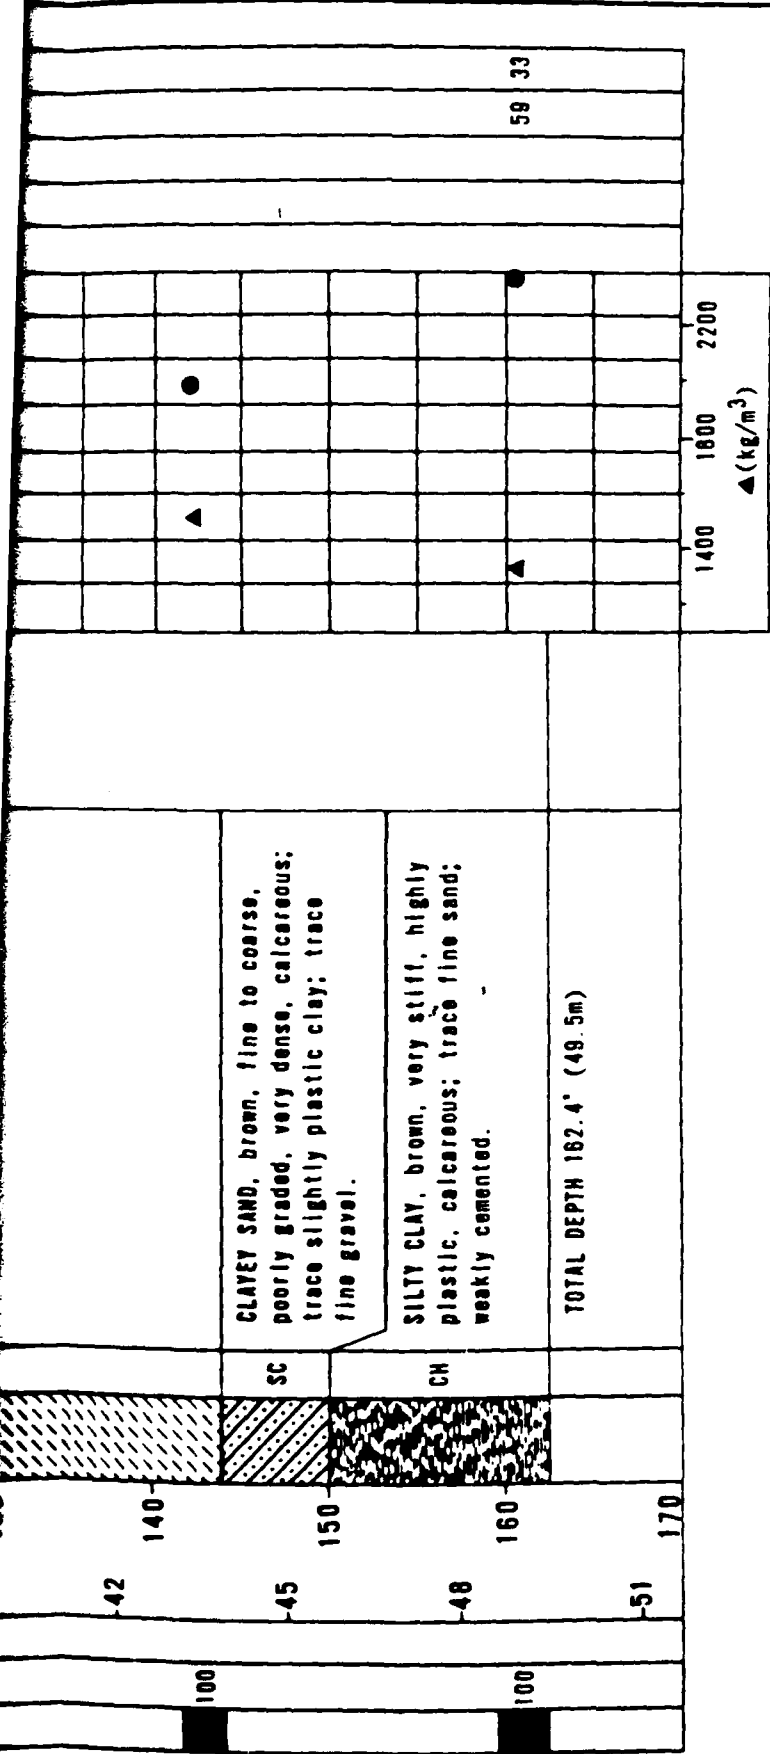 100
100
42
45
48
51
140
150
160
170
SC
CH
CLAYEY SAND, brown, fine to coarse,
poorly graded, very dense, calcareous;
trace slightly plastic clay; trace
fine gravel.
SILTY CLAY, brown, very stiff, highly
plastic, calcareous; trace fine sand;
weakly cemented.
TOTAL DEPTH 162.4' (49.5m)
1400 1800 2200
▲(kg/m³)
59 33